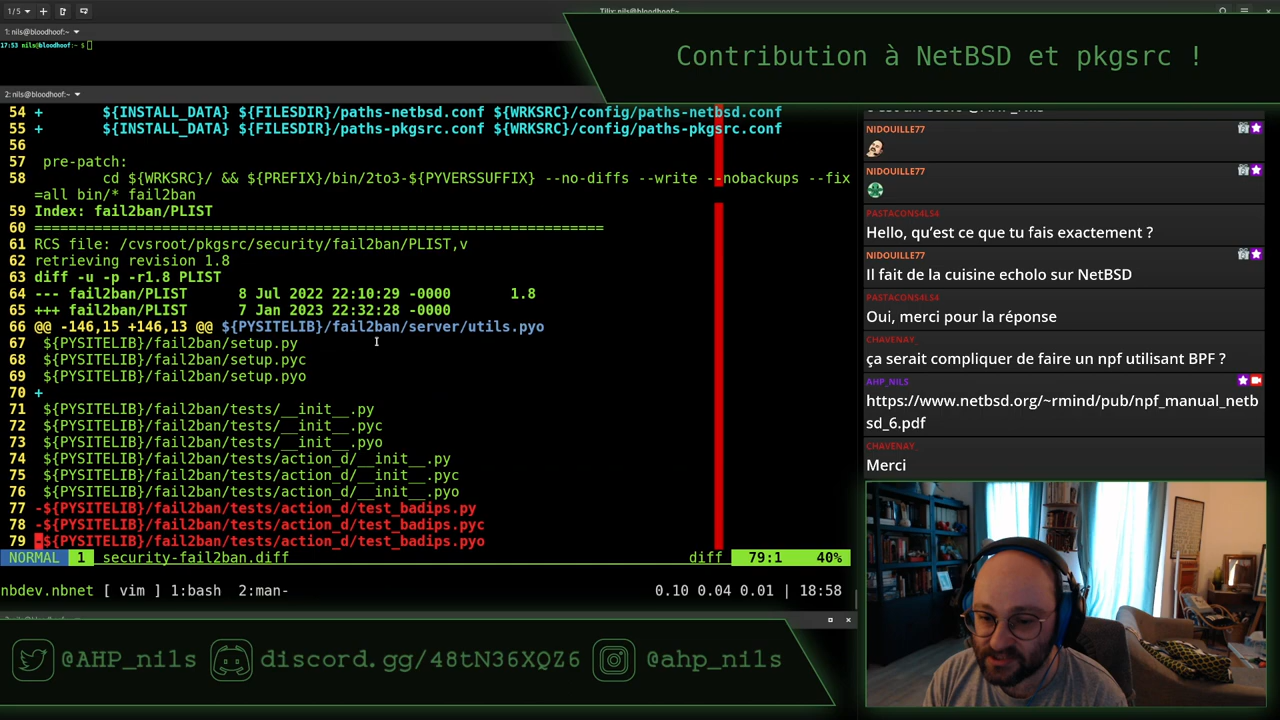 1 / 5
Tilix: nils@bloodhoof:~
1: nils@bloodhoof:~
17:53 nils@bloodhoof:~ $
Contribution à NetBSD et pkgsrc !
2: nils@bloodhoof:~
54 +       ${INSTALL_DATA} ${FILESDIR}/paths-netbsd.conf ${WRKSRC}/config/paths-netbsd.conf
55 +       ${INSTALL_DATA} ${FILESDIR}/paths-pkgsrc.conf ${WRKSRC}/config/paths-pkgsrc.conf
56
57  pre-patch:
58         cd ${WRKSRC}/ && ${PREFIX}/bin/2to3-${PYVERSSUFFIX} --no-diffs --write --nobackups --fix
=all bin/* fail2ban
59 Index: fail2ban/PLIST
60 ===================================================================
61 RCS file: /cvsroot/pkgsrc/security/fail2ban/PLIST,v
62 retrieving revision 1.8
63 diff -u -p -r1.8 PLIST
64 --- fail2ban/PLIST      8 Jul 2022 22:10:29 -0000       1.8
65 +++ fail2ban/PLIST      7 Jan 2023 22:32:28 -0000
66 @@ -146,15 +146,13 @@ ${PYSITELIB}/fail2ban/server/utils.pyo
67  ${PYSITELIB}/fail2ban/setup.py
68  ${PYSITELIB}/fail2ban/setup.pyc
69  ${PYSITELIB}/fail2ban/setup.pyo
70 +
71  ${PYSITELIB}/fail2ban/tests/__init__.py
72  ${PYSITELIB}/fail2ban/tests/__init__.pyc
73  ${PYSITELIB}/fail2ban/tests/__init__.pyo
74  ${PYSITELIB}/fail2ban/tests/action_d/__init__.py
75  ${PYSITELIB}/fail2ban/tests/action_d/__init__.pyc
76  ${PYSITELIB}/fail2ban/tests/action_d/__init__.pyo
77 -${PYSITELIB}/fail2ban/tests/action_d/test_badips.py
78 -${PYSITELIB}/fail2ban/tests/action_d/test_badips.pyc
79 -${PYSITELIB}/fail2ban/tests/action_d/test_badips.pyo
NORMAL 1 security-fail2ban.diff diff 79:1 40%
nbdev.nbnet [ vim ] 1:bash  2:man- 0.10 0.04 0.01 | 18:58
NIDOUILLE77
NIDOUILLE77
PASTACONS4LS4
Hello, qu’est ce que tu fais exactement ?
NIDOUILLE77
Il fait de la cuisine echolo sur NetBSD
PASTACONS4LS4
Oui, merci pour la réponse
CHAVENAY_
ça serait compliquer de faire un npf utilisant BPF ?
AHP_NILS
https://www.netbsd.org/~rmind/pub/npf_manual_netb
sd_6.pdf
CHAVENAY_
Merci
@AHP_nils
discord.gg/48tN36XQZ6
@ahp_nils